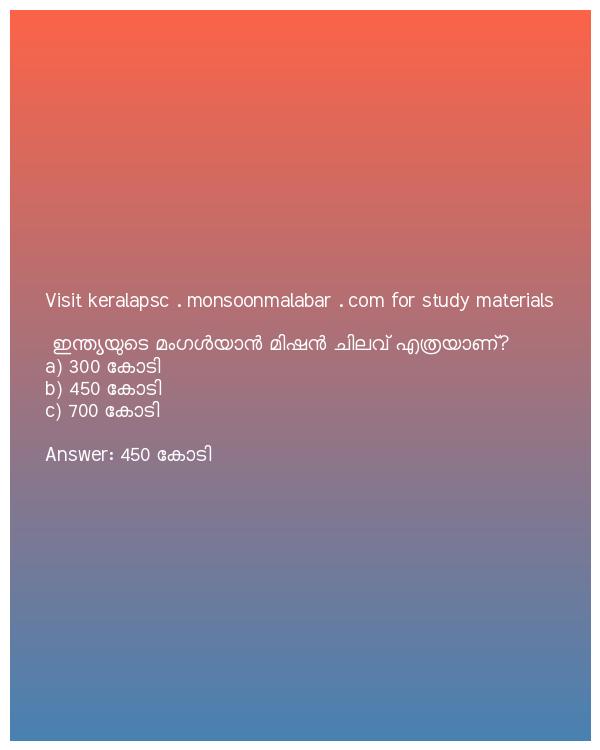 Visit keralapsc . monsoonmalabar . com for study materials
ഇന്ത്യയുടെ മംഗൾയാൻ മിഷൻ ചിലവ് എത്രയാണ്?
a) 300 കോടി
b) 450 കോടി
c) 700 കോടി
Answer: 450 കോടി